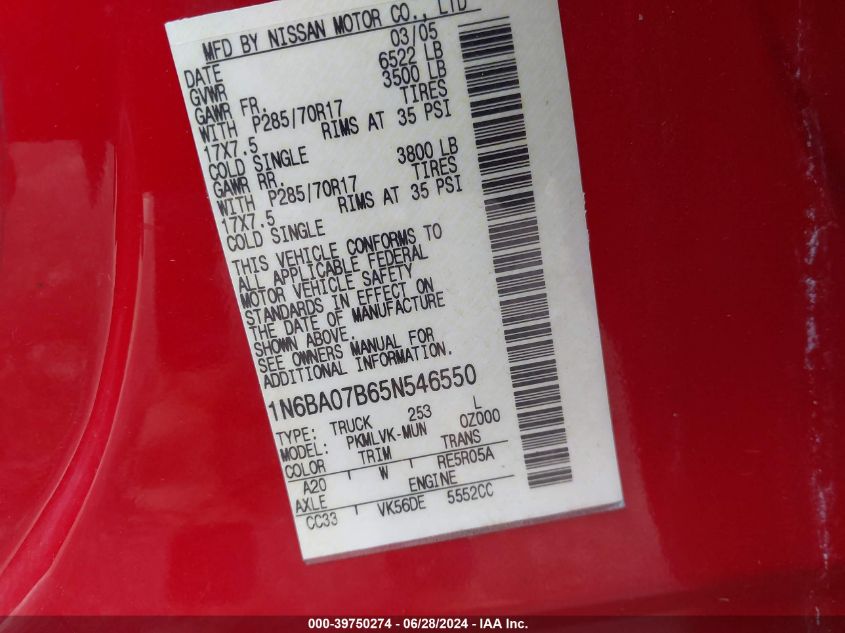 MFD BY NISSAN MOTOR CO., LTD
DATE 03/05
GVWR 6522 LB
GAWR FR. 3500 LB
WITH P285/70R17 TIRES
17X7.5 RIMS AT 35 PSI
COLD SINGLE
GAWR RR. 3800 LB
WITH P285/70R17 TIRES
17X7.5 RIMS AT 35 PSI
COLD SINGLE
THIS VEHICLE CONFORMS TO
ALL APPLICABLE FEDERAL
MOTOR VEHICLE SAFETY
STANDARDS IN EFFECT ON
THE DATE OF MANUFACTURE
SHOWN ABOVE.
SEE OWNERS MANUAL FOR
ADDITIONAL INFORMATION.
1N6BA07B65N546550
TYPE: TRUCK 253 L
MODEL: PKMLVK-MUN 0Z000
COLOR TRIM TRANS
A20 W RE5R05A
AXLE ENGINE
CC33 VK56DE 5552CC
000-39750274 - 06/28/2024 - IAA Inc.